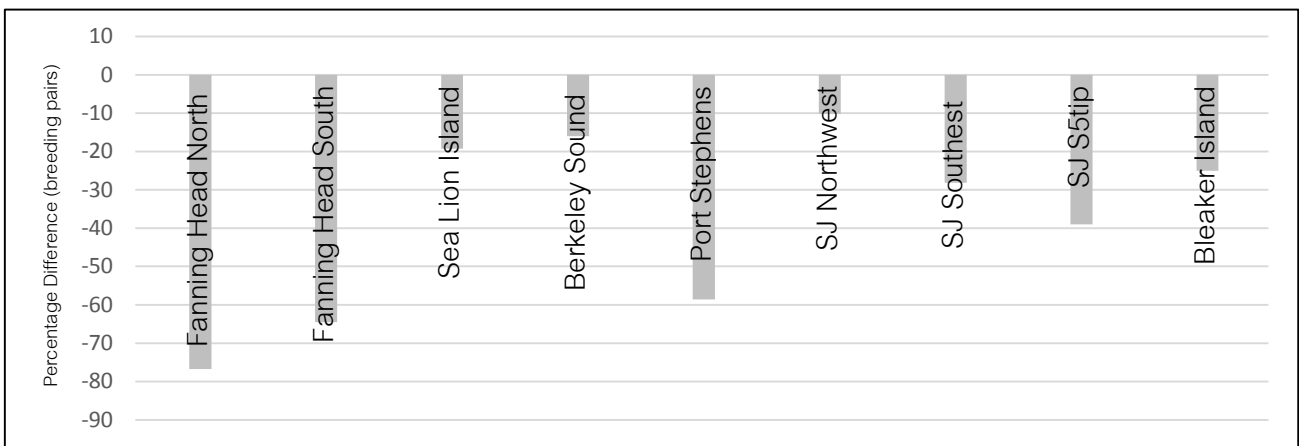 Percentage Difference (breeding pairs)
10
0
-10
-20
-30
-40
-50
-60
-70
-80
-90
Fanning Head North
Fanning Head South
Sea Lion Island
Berkeley Sound
Port Stephens
SJ Northwest
SJ Southest
SJ S5tip
Bleaker Island